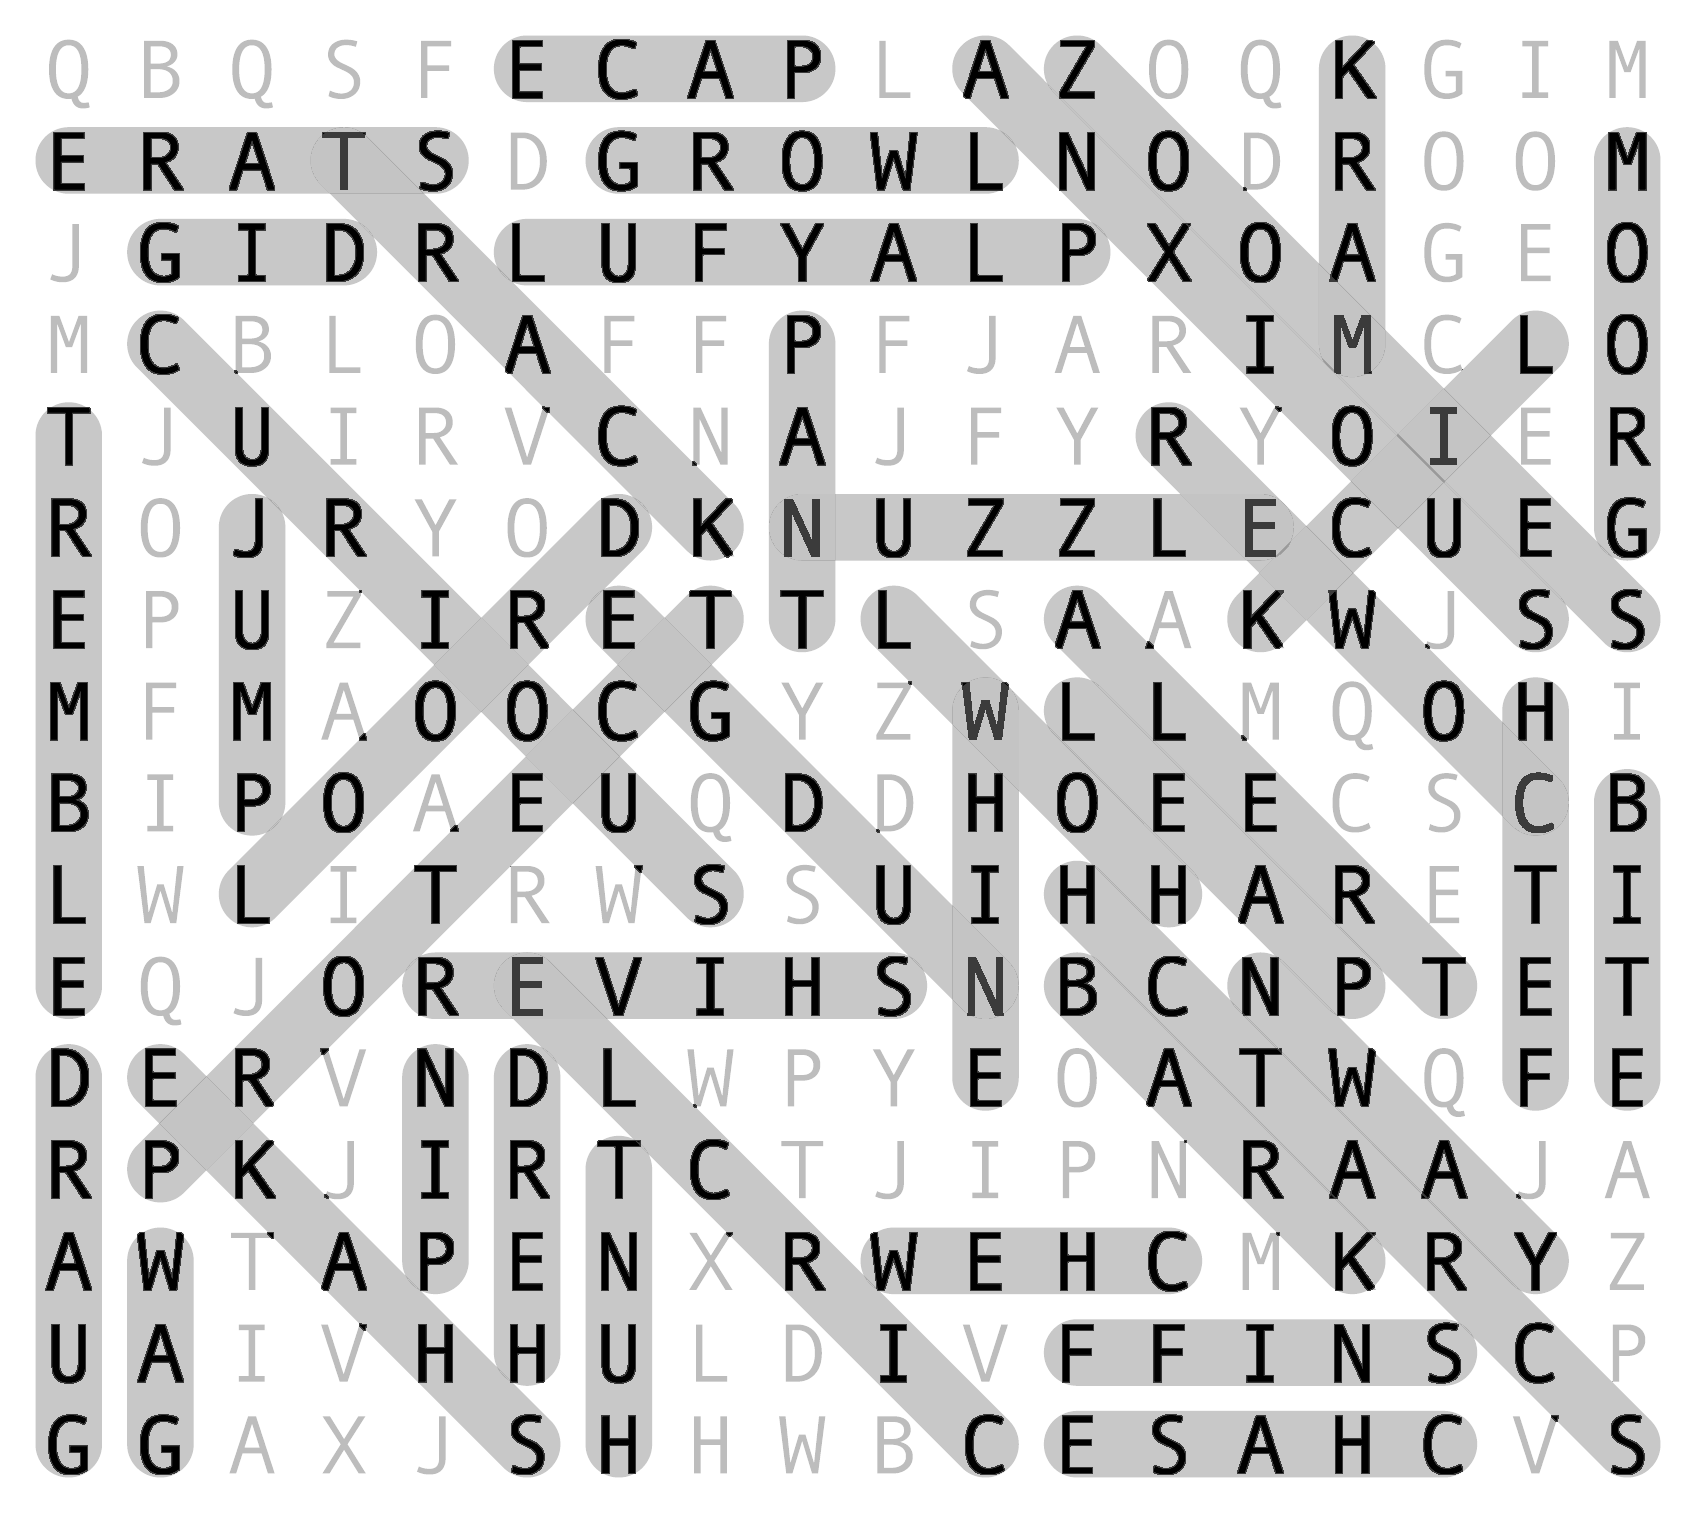 Q B Q S F E C A P L A Z O Q K G I M
E R A T S D G R O W L N O D R O O M
J G I D R L U F Y A L P X O A G E O
M C B L O A F F P F J A R I M C L O
T J U I R V C N A J F Y R Y O I E R
R O J R Y O D K N U Z Z L E C U E G
E P U Z I R E T T L S A A K W J S S
M F M A O O C G Y Z W L L M Q O H I
B I P O A E U Q D D H O E E C S C B
L W L I T R W S S U I H H A R E T I
E Q J O R E V I H S N B C N P T E T
D E R V N D L W P Y E O A T W Q F E
R P K J I R T C T J I P N R A A J A
A W T A P E N X R W E H C M K R Y Z
U A I V H H U L D I V F F I N S C P
G G A X J S H H W B C E S A H C V S